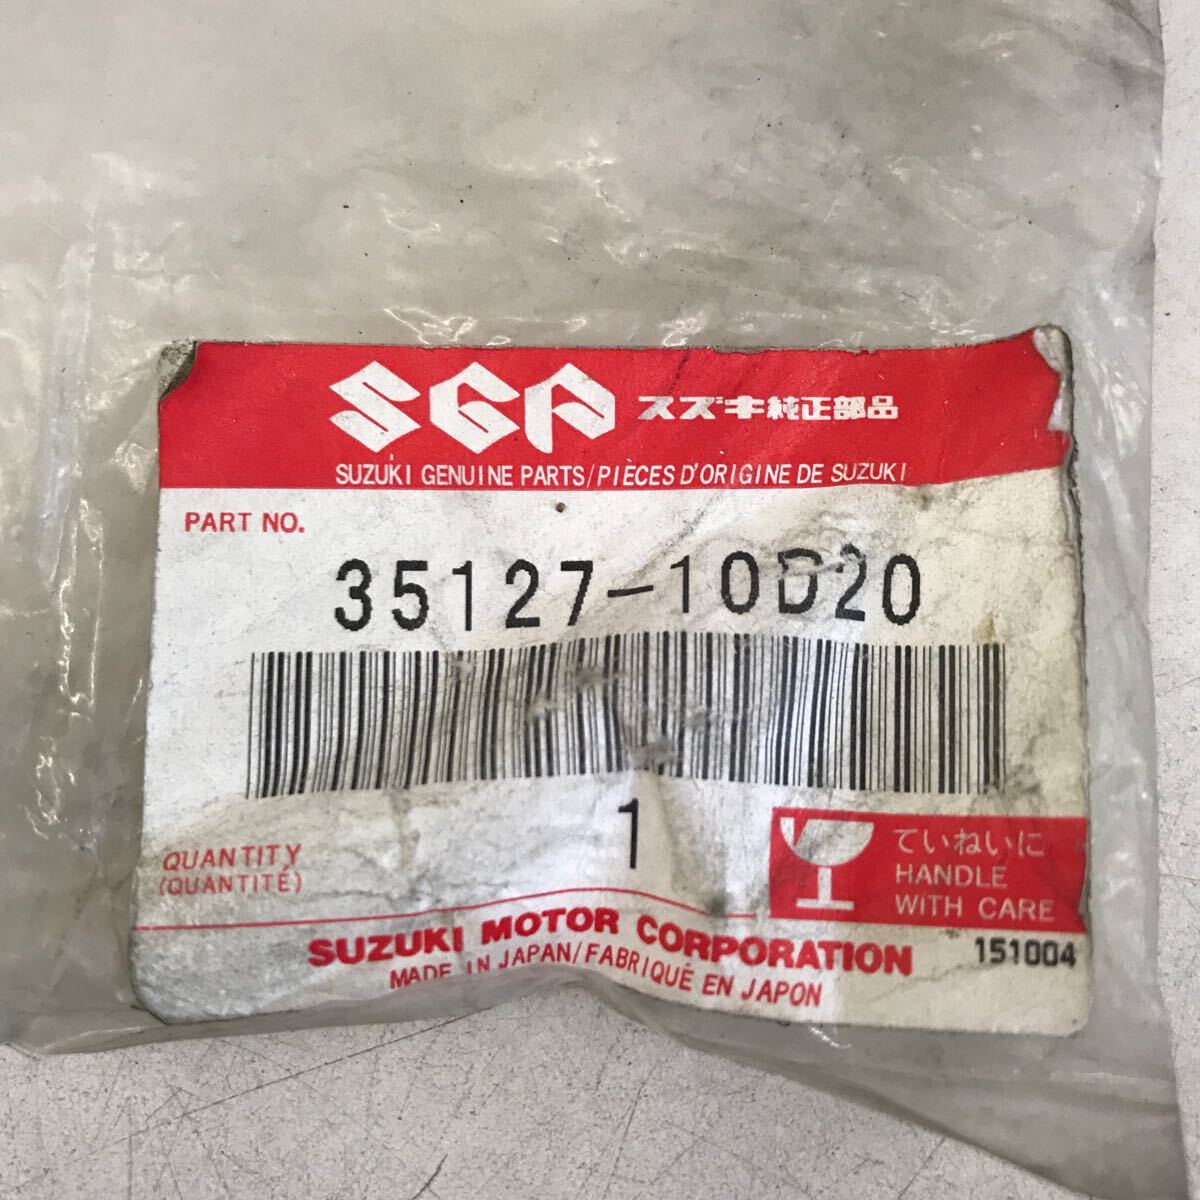 SGP スズキ純正部品
SUZUKI GENUINE PARTS/PIÈCES D'ORIGINE DE SUZUKI
PART NO.
35127-10D20
1
QUANTITY
(QUANTITÉ)
ていねいに
HANDLE
WITH CARE
SUZUKI MOTOR CORPORATION
151004
MADE IN JAPAN/FABRIQUÉ EN JAPON